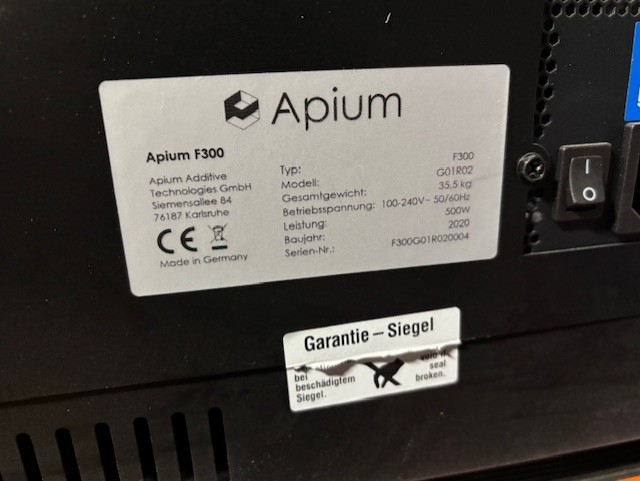 Apium
Apium F300
Apium Additive
Technologies GmbH
Siemensallee 84
76187 Karlsruhe
CE
Made in Germany
Typ: F300
Modell: G01R02
Gesamtgewicht: 35,5 kg
Betriebsspannung: 100-240V~ 50/60Hz
Leistung: 500W
Baujahr: 2020
Serien-Nr.: F300G01R020004
I
O
Garantie – Siegel
bei
beschädigtem
Siegel.
void if
seal
broken.